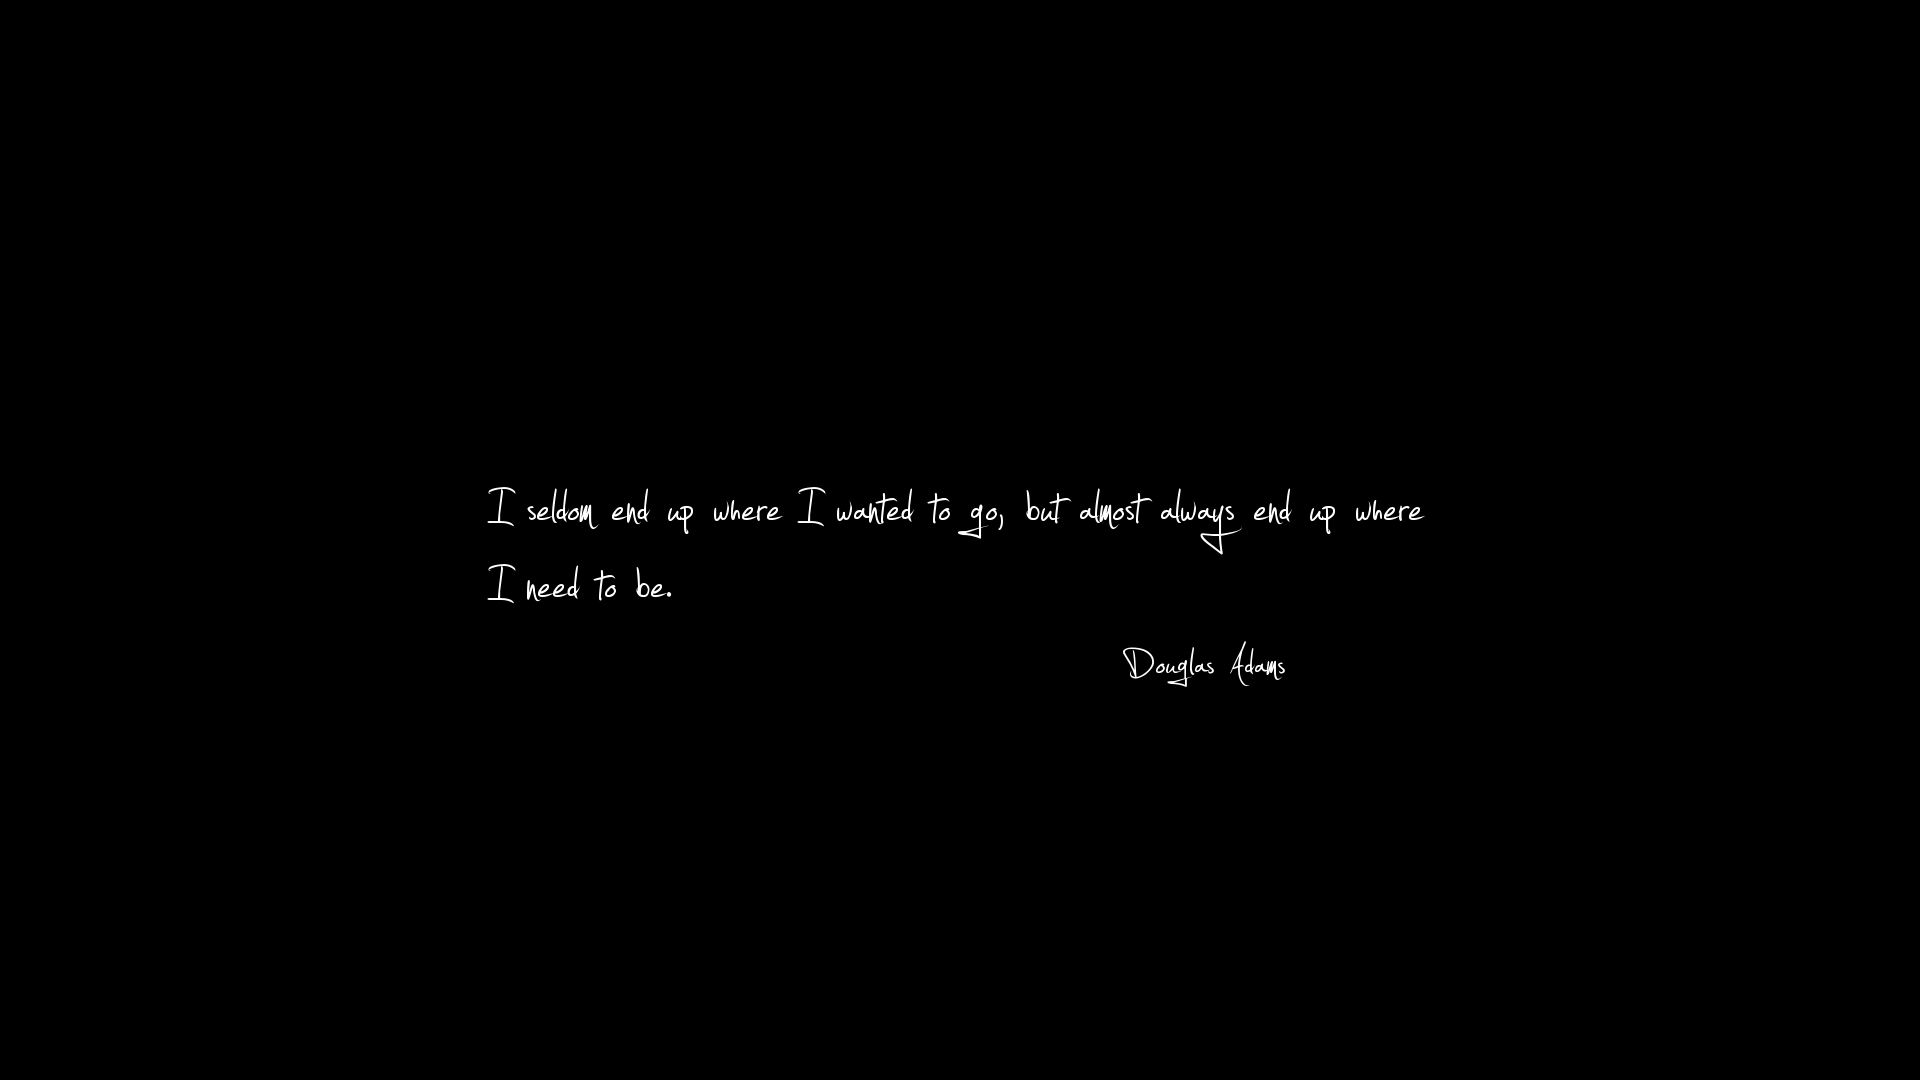 I seldom end up where I wanted to go, but almost always end up where
I need to be.
Douglas Adams